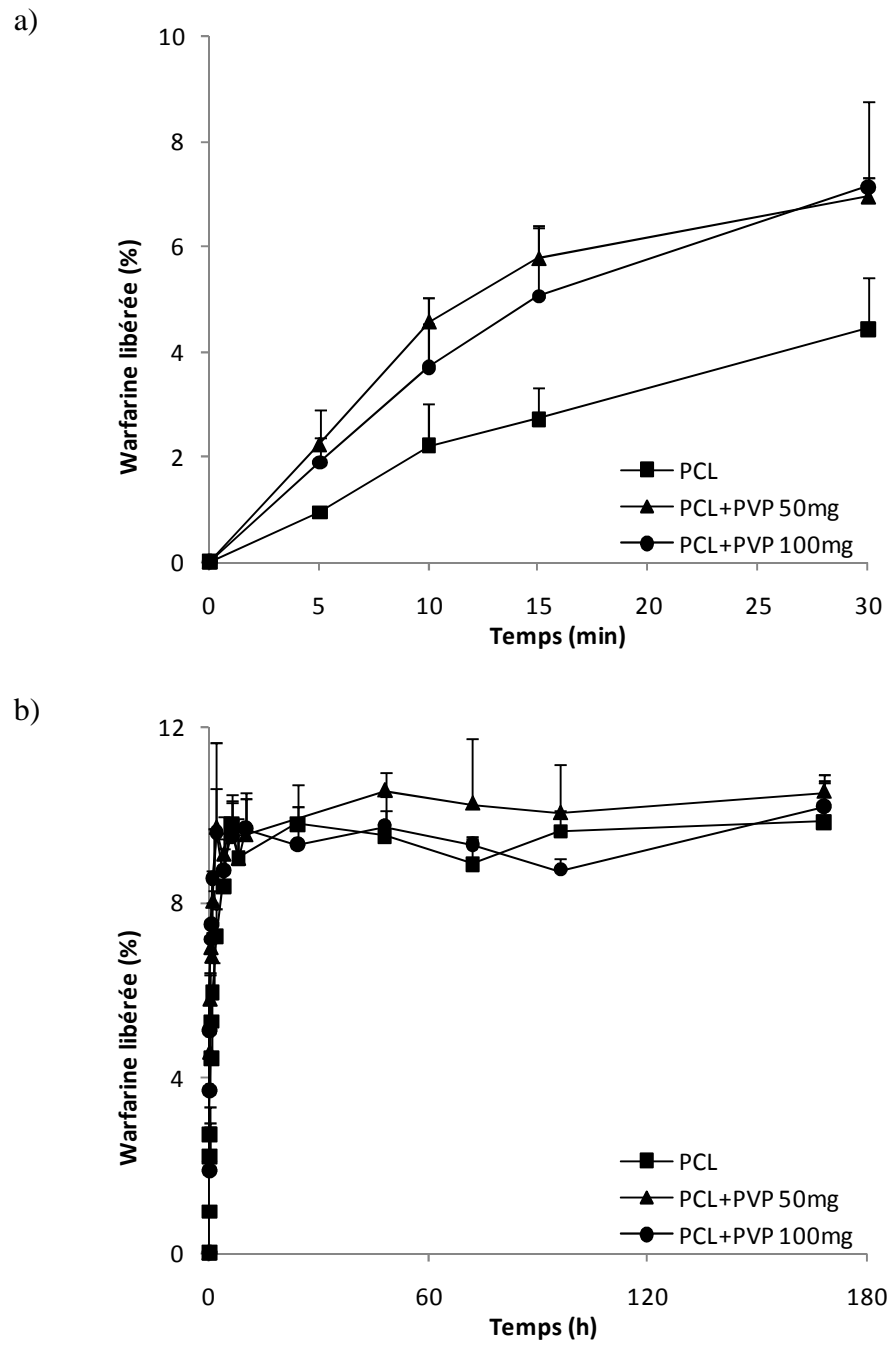 a)
10
8
6
4
2
0
Warfarine libérée (%)
PCL
PCL+PVP 50mg
PCL+PVP 100mg
0 5 10 15 20 25 30
Temps (min)
b)
12
8
4
0
Warfarine libérée (%)
PCL
PCL+PVP 50mg
PCL+PVP 100mg
0 60 120 180
Temps (h)